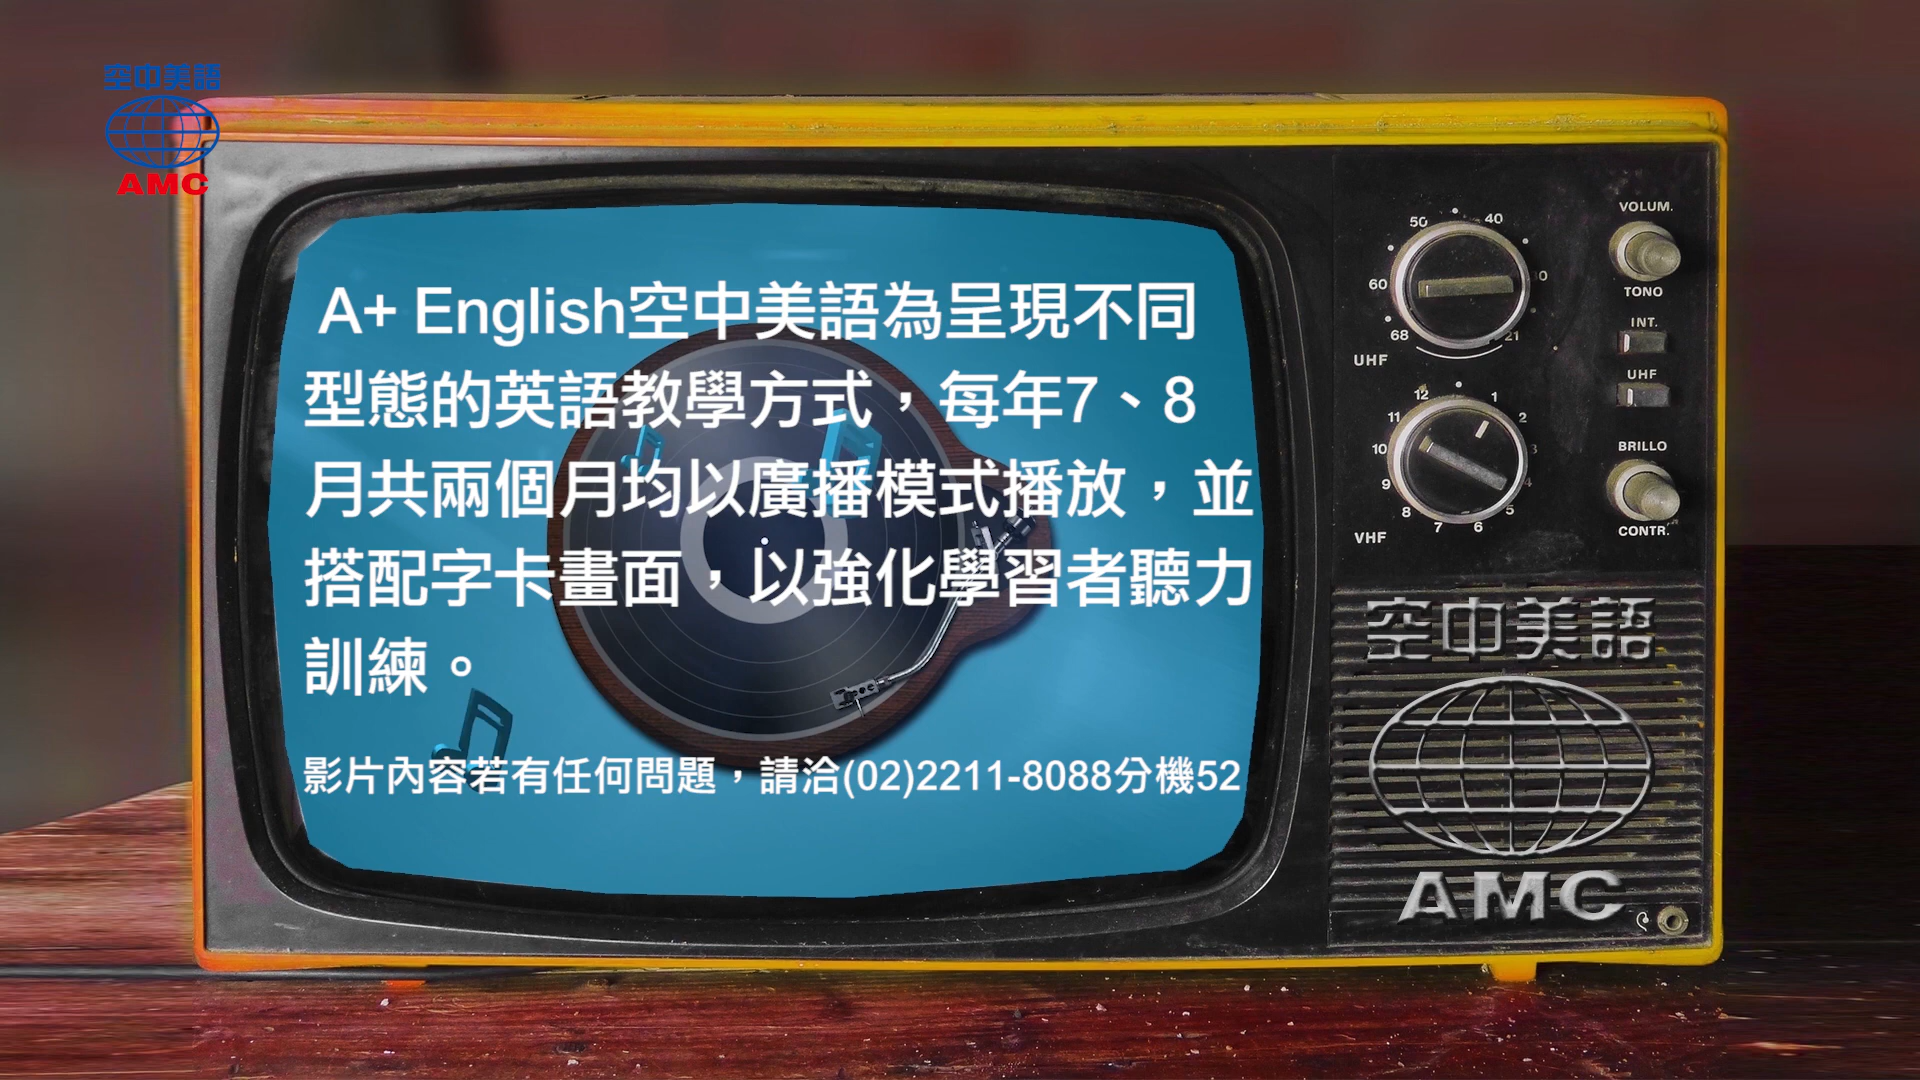 空中美語
AMC
A+ English空中美語為呈現不同
型態的英語教學方式，每年7、8
月共兩個月均以廣播模式播放，並
搭配字卡畫面，以強化學習者聽力
訓練。
影片內容若有任何問題，請洽(02)2211-8088分機52
50
40
60
30
68
21
UHF
VOLUM.
TONO
INT.
UHF
12
1
11
2
10
3
9
4
8
5
7
6
VHF
BRILLO
CONTR.
空中美語
AMC